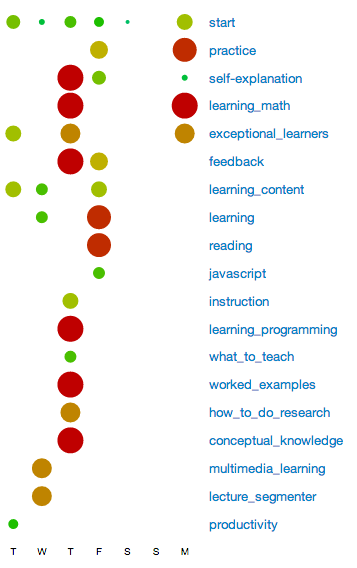 start
practice
self-explanation
learning_math
exceptional_learners
feedback
learning_content
learning
reading
javascript
instruction
learning_programming
what_to_teach
worked_examples
how_to_do_research
conceptual_knowledge
multimedia_learning
lecture_segmenter
productivity
T W T F S S M